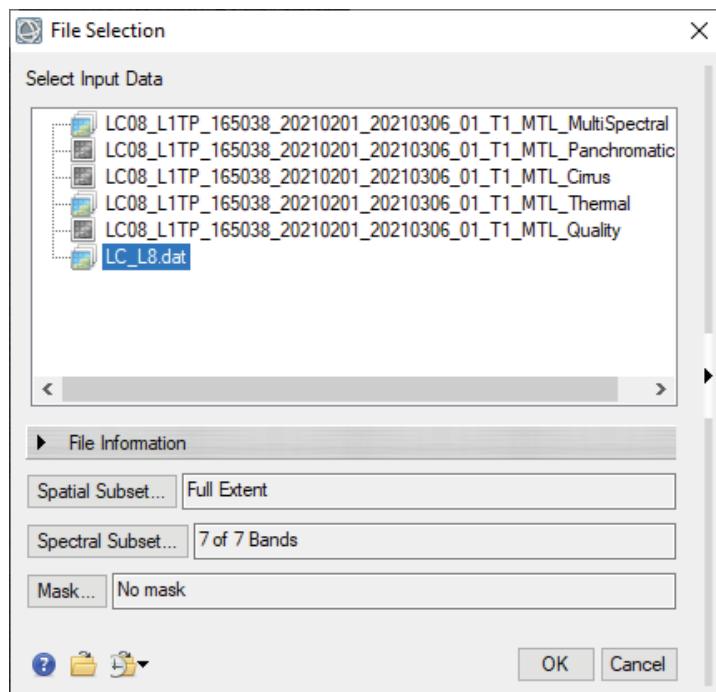 File Selection
Select Input Data
LC08_L1TP_165038_20210201_20210306_01_T1_MTL_MultiSpectral
LC08_L1TP_165038_20210201_20210306_01_T1_MTL_Panchromatic
LC08_L1TP_165038_20210201_20210306_01_T1_MTL_Cirrus
LC08_L1TP_165038_20210201_20210306_01_T1_MTL_Thermal
LC08_L1TP_165038_20210201_20210306_01_T1_MTL_Quality
LC_L8.dat
File Information
Spatial Subset... Full Extent
Spectral Subset... 7 of 7 Bands
Mask... No mask
OK Cancel